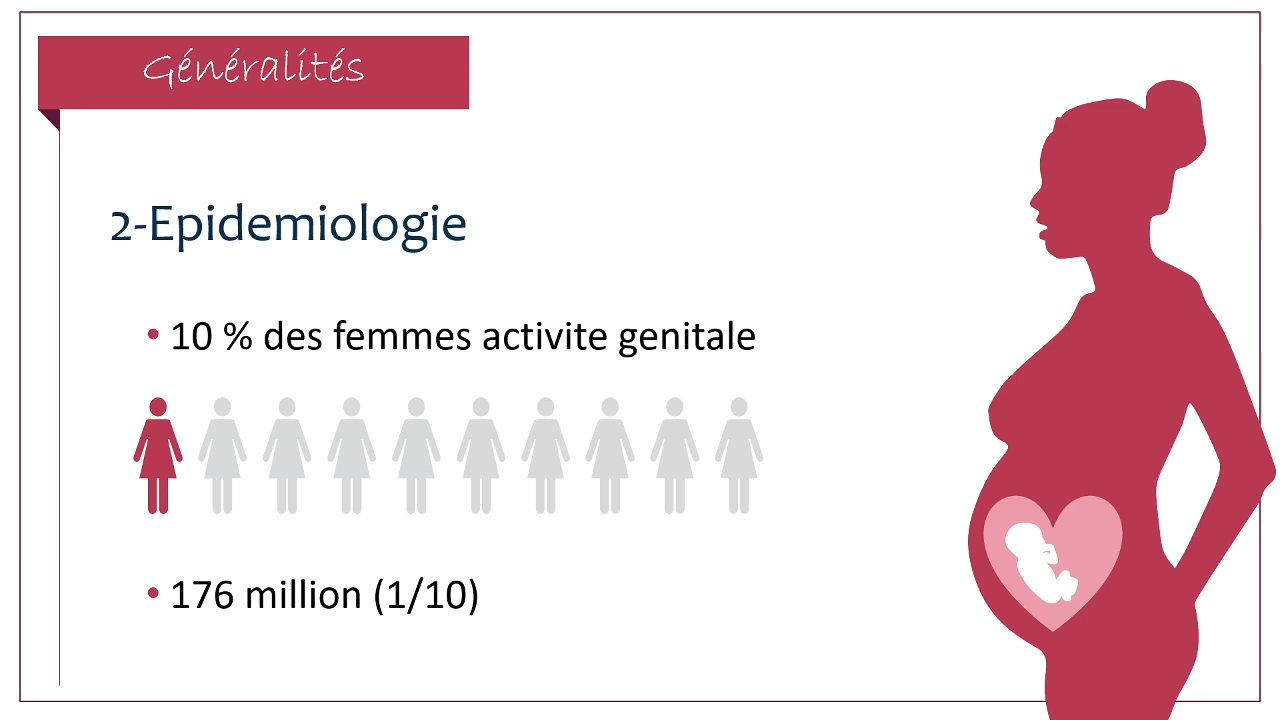 Généralités
2-Epidemiologie
• 10 % des femmes activite genitale
• 176 million (1/10)